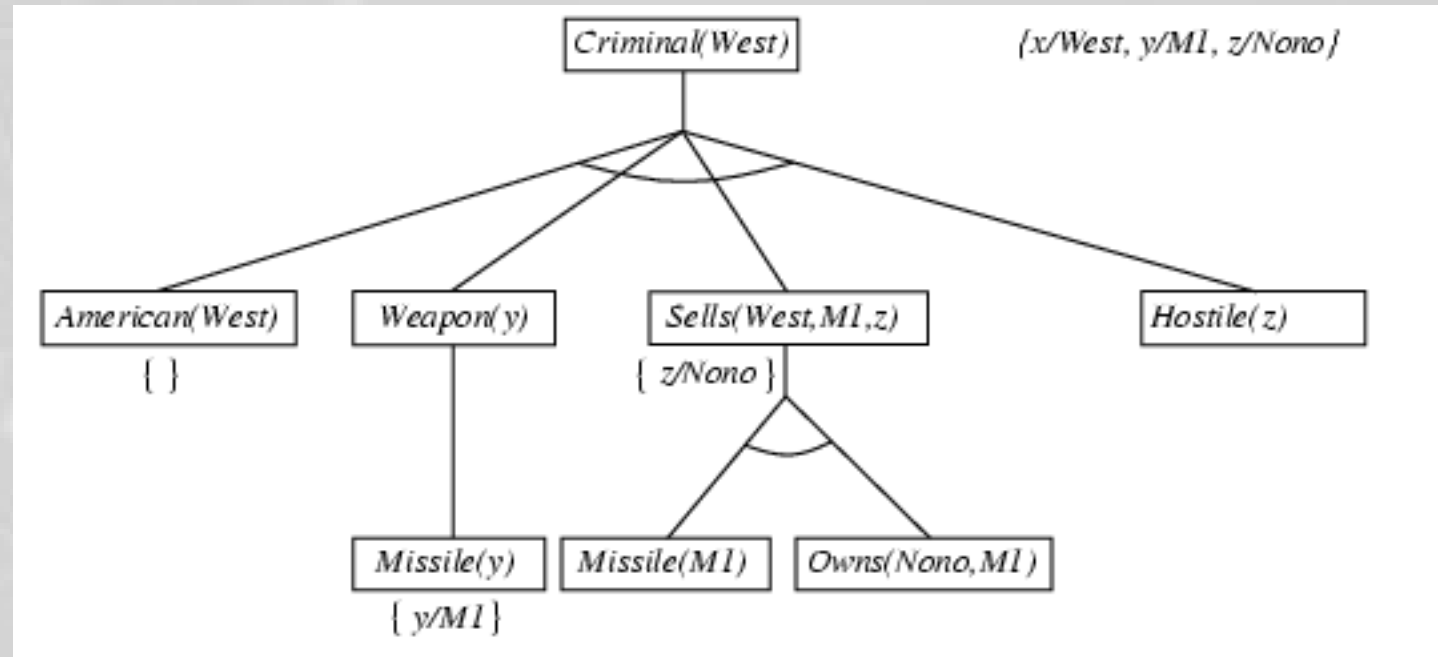 Criminal(West) {x/West, y/M1, z/Nono}
American(West) Weapon(y) Sells(West,M1,z) Hostile(z)
{ } { z/Nono }
Missile(y) Missile(M1) Owns(Nono,M1)
{ y/M1 }